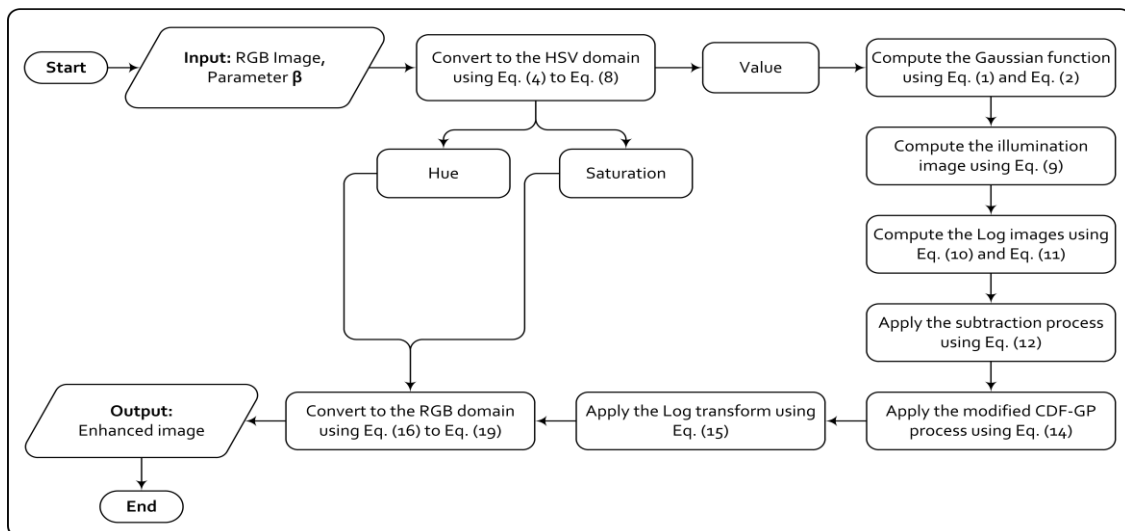 Start
Input: RGB Image,
Parameter β
Convert to the HSV domain
using Eq. (4) to Eq. (8)
Value
Compute the Gaussian function
using Eq. (1) and Eq. (2)
Hue
Saturation
Compute the illumination
image using Eq. (9)
Compute the Log images using
Eq. (10) and Eq. (11)
Apply the subtraction process
using Eq. (12)
Apply the modified CDF-GP
process using Eq. (14)
Apply the Log transform using
Eq. (15)
Convert to the RGB domain
using Eq. (16) to Eq. (19)
Output:
Enhanced image
End